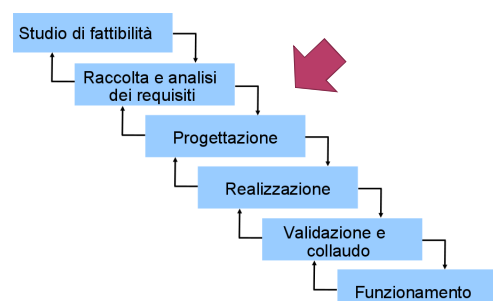 Studio di fattibilità
Raccolta e analisi
dei requisiti
Progettazione
Realizzazione
Validazione e
collaudo
Funzionamento